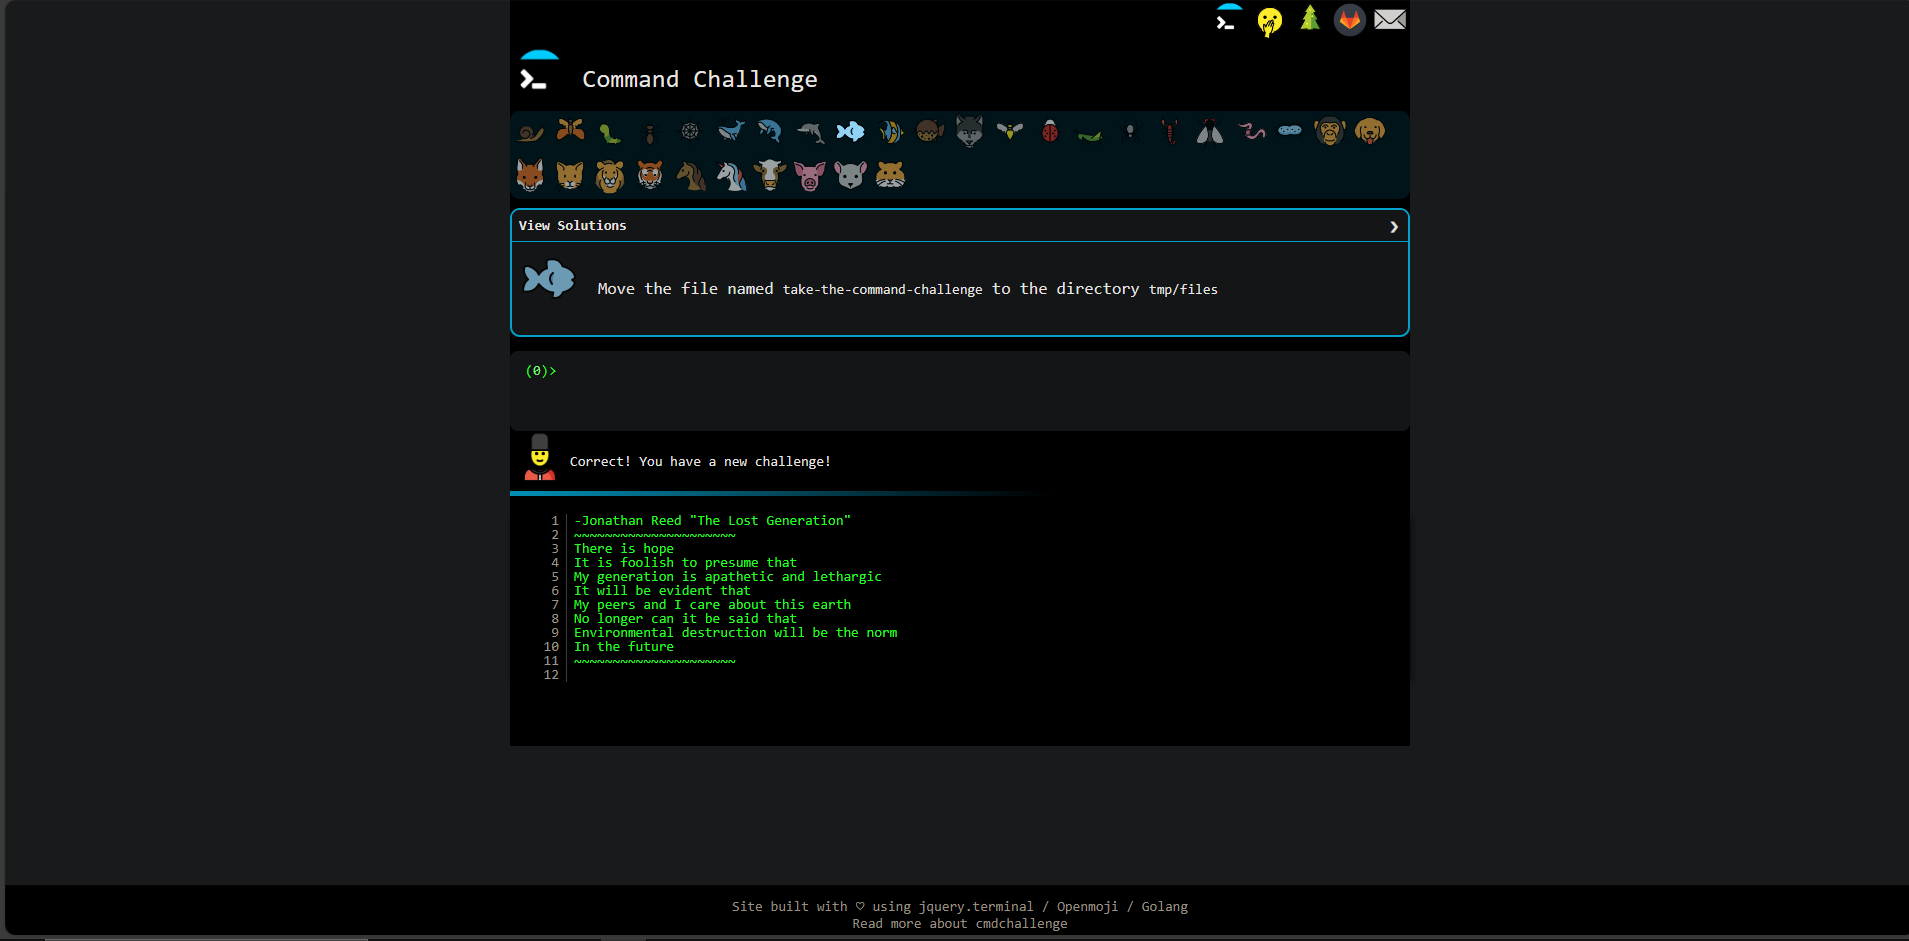 Command Challenge
View Solutions
Move the file named take-the-command-challenge to the directory tmp/files
(0)>
Correct! You have a new challenge!
1 -Jonathan Reed "The Lost Generation"
2 ~~~~~~~~~~~~~~~~~~~~~
3 There is hope
4 It is foolish to presume that
5 My generation is apathetic and lethargic
6 It will be evident that
7 My peers and I care about this earth
8 No longer can it be said that
9 Environmental destruction will be the norm
10 In the future
11 ~~~~~~~~~~~~~~~~~~~~~
12
Site built with ♡ using jquery.terminal / Openmoji / Golang
Read more about cmdchallenge